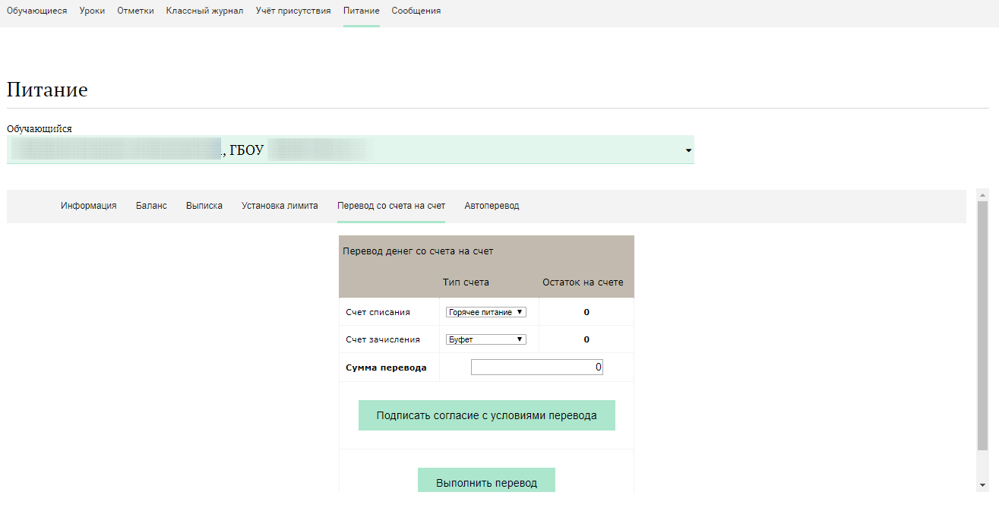 Обучающиеся Уроки Отметки Классный журнал Учёт присутствия Питание Сообщения
Питание
Обучающийся
, ГБОУ
Информация Баланс Выписка Установка лимита Перевод со счета на счет Автоперевод
Перевод денег со счета на счет
Тип счета Остаток на счете
Счет списания Горячее питание 0
Счет зачисления Буфет 0
Сумма перевода 0
Подписать согласие с условиями перевода
Выполнить перевод